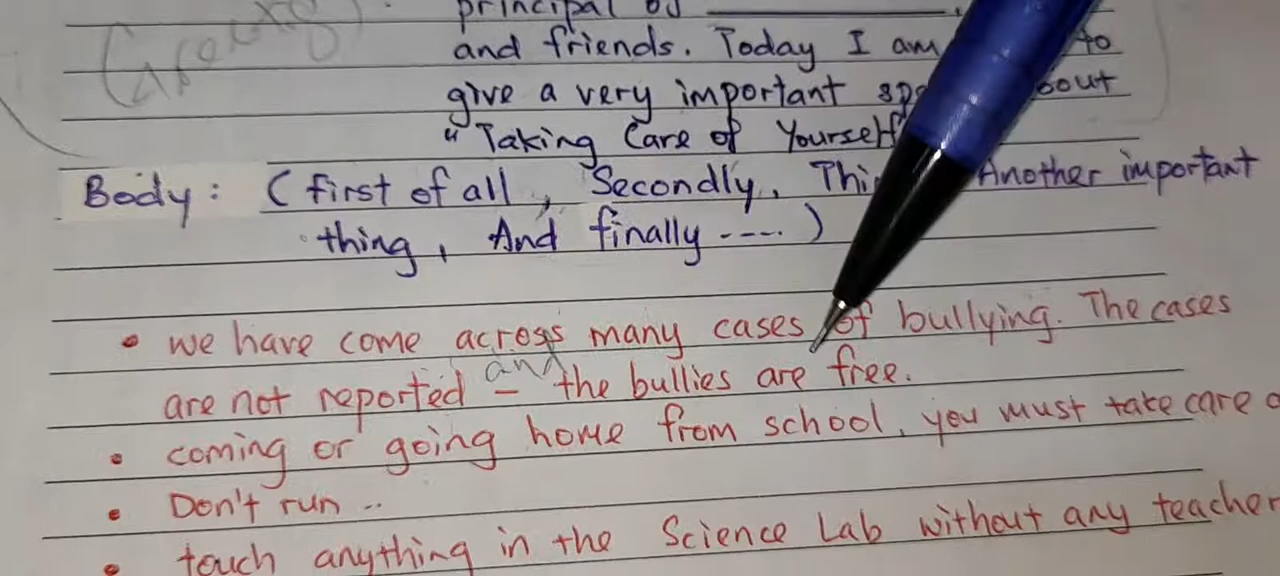 principal of
and friends. Today I am to
give a very important about
" Taking Care of Yourself
Body: (first of all, Secondly, Another important
thing, And finally ----)
• we have come across many cases of bullying. The cases
are not reported - and the bullies are free.
• coming or going home from school, you must take care
• Don't run ..
• touch anything in the Science Lab without any teacher